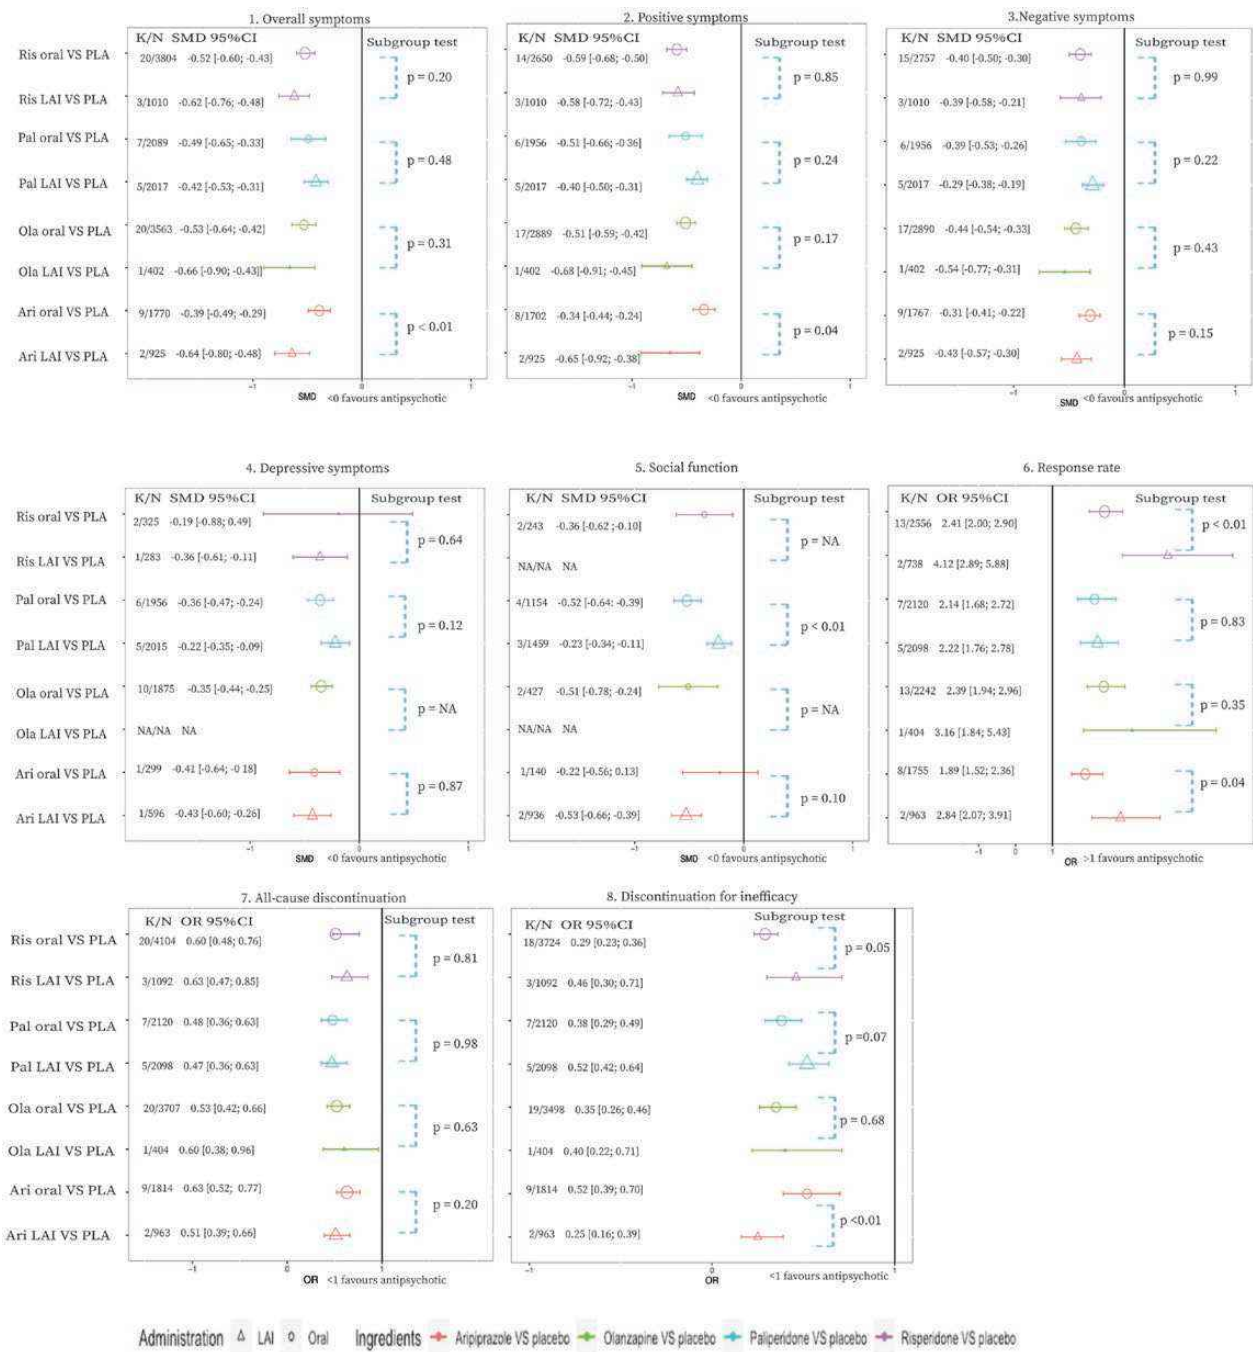 1. Overall symptoms
K/N SMD 95%CI Subgroup test
Ris oral VS PLA 20/3804 -0.52 [-0.60; -0.43] p = 0.20
Ris LAI VS PLA 3/1010 -0.62 [-0.76; -0.48]
Pal oral VS PLA 7/2089 -0.49 [-0.65; -0.33] p = 0.48
Pal LAI VS PLA 5/2017 -0.42 [-0.53; -0.31]
Ola oral VS PLA 20/3563 -0.53 [-0.64; -0.42] p = 0.31
Ola LAI VS PLA 1/402 -0.66 [-0.90; -0.43]
Ari oral VS PLA 9/1770 -0.39 [-0.49; -0.29] p < 0.01
Ari LAI VS PLA 2/925 -0.64 [-0.80; -0.48]
-1 0 1
SMD <0 favours antipsychotic
2. Positive symptoms
K/N SMD 95%CI Subgroup test
14/2650 -0.59 [-0.68; -0.50] p = 0.85
3/1010 -0.58 [-0.72; -0.43]
6/1956 -0.51 [-0.66; -0.36] p = 0.24
5/2017 -0.40 [-0.50; -0.31]
17/2889 -0.51 [-0.59; -0.42] p = 0.17
1/402 -0.68 [-0.91; -0.45]
8/1702 -0.34 [-0.44; -0.24] p = 0.04
2/925 -0.65 [-0.92; -0.38]
-1 0 1
SMD <0 favours antipsychotic
3.Negative symptoms
K/N SMD 95%CI Subgroup test
15/2757 -0.40 [-0.50; -0.30] p = 0.99
3/1010 -0.39 [-0.58; -0.21]
6/1956 -0.39 [-0.53; -0.26] p = 0.22
5/2017 -0.29 [-0.38; -0.19]
17/2890 -0.44 [-0.54; -0.33] p = 0.43
1/402 -0.54 [-0.77; -0.31]
9/1767 -0.31 [-0.41; -0.22] p = 0.15
2/925 -0.43 [-0.57; -0.30]
-1 0 1
SMD <0 favours antipsychotic
4. Depressive symptoms
K/N SMD 95%CI Subgroup test
Ris oral VS PLA 2/325 -0.19 [-0.88; 0.49] p = 0.64
Ris LAI VS PLA 1/283 -0.36 [-0.61; -0.11]
Pal oral VS PLA 6/1956 -0.36 [-0.47; -0.24] p = 0.12
Pal LAI VS PLA 5/2015 -0.22 [-0.35; -0.09]
Ola oral VS PLA 10/1875 -0.35 [-0.44; -0.25] p = NA
Ola LAI VS PLA NA/NA NA
Ari oral VS PLA 1/299 -0.41 [-0.64; -0 18] p = 0.87
Ari LAI VS PLA 1/596 -0.43 [-0.60; -0.26]
-1 0 1
SMD <0 favours antipsychotic
5. Social function
K/N SMD 95%CI Subgroup test
2/243 -0.36 [-0.62 ; -0.10] p = NA
NA/NA NA
4/1154 -0.52 [-0.64; -0.39] p < 0.01
3/1459 -0.23 [-0.34; -0.11]
2/427 -0.51 [-0.78; -0.24] p = NA
NA/NA NA
1/140 -0.22 [-0.56; 0.13] p = 0.10
2/936 -0.53 [-0.66; -0.39]
-1 0 1
SMD <0 favours antipsychotic
6. Response rate
K/N OR 95%CI Subgroup test
13/2556 2.41 [2.00; 2.90] p < 0.01
2/738 4.12 [2.89; 5.88]
7/2120 2.14 [1.68; 2.72] p = 0.83
5/2098 2.22 [1.76; 2.78]
13/2242 2.39 [1.94; 2.96] p = 0.35
1/404 3.16 [1.84; 5.43]
8/1755 1.89 [1.52; 2.36] p = 0.04
2/963 2.84 [2.07; 3.91]
-1 0 1
OR >1 favours antipsychotic
7. All-cause discontinuation
K/N OR 95%CI Subgroup test
Ris oral VS PLA 20/4104 0.60 [0.48; 0.76] p = 0.81
Ris LAI VS PLA 3/1092 0.63 [0.47; 0.85]
Pal oral VS PLA 7/2120 0.48 [0.36; 0.63] p = 0.98
Pal LAI VS PLA 5/2098 0.47 [0.36; 0.63]
Ola oral VS PLA 20/3707 0.53 [0.42; 0.66] p = 0.63
Ola LAI VS PLA 1/404 0.60 [0.38; 0.96]
Ari oral VS PLA 9/1814 0.63 [0.52; 0.77] p = 0.20
Ari LAI VS PLA 2/963 0.51 [0.39; 0.66]
-1 0 1
OR <1 favours antipsychotic
8. Discontinuation for inefficacy
K/N OR 95%CI Subgroup test
18/3724 0.29 [0.23; 0.36] p = 0.05
3/1092 0.46 [0.30; 0.71]
7/2120 0.38 [0.29; 0.49] p =0.07
5/2098 0.52 [0.42; 0.64]
19/3498 0.35 [0.26; 0.46] p = 0.68
1/404 0.40 [0.22; 0.71]
9/1814 0.52 [0.39; 0.70] p <0.01
2/963 0.25 [0.16; 0.39]
-1 0 1
OR <1 favours antipsychotic
Administration LAI Oral Ingredients Aripiprazole VS placebo Olanzapine VS placebo Paliperidone VS placebo Risperidone VS placebo